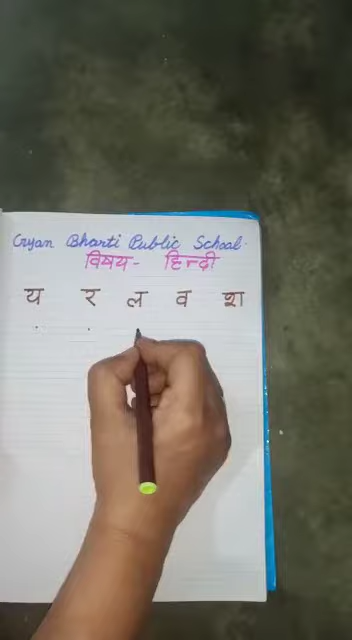 Gyan Bharti Public School-
विषय- हिन्दी
य र ल व श